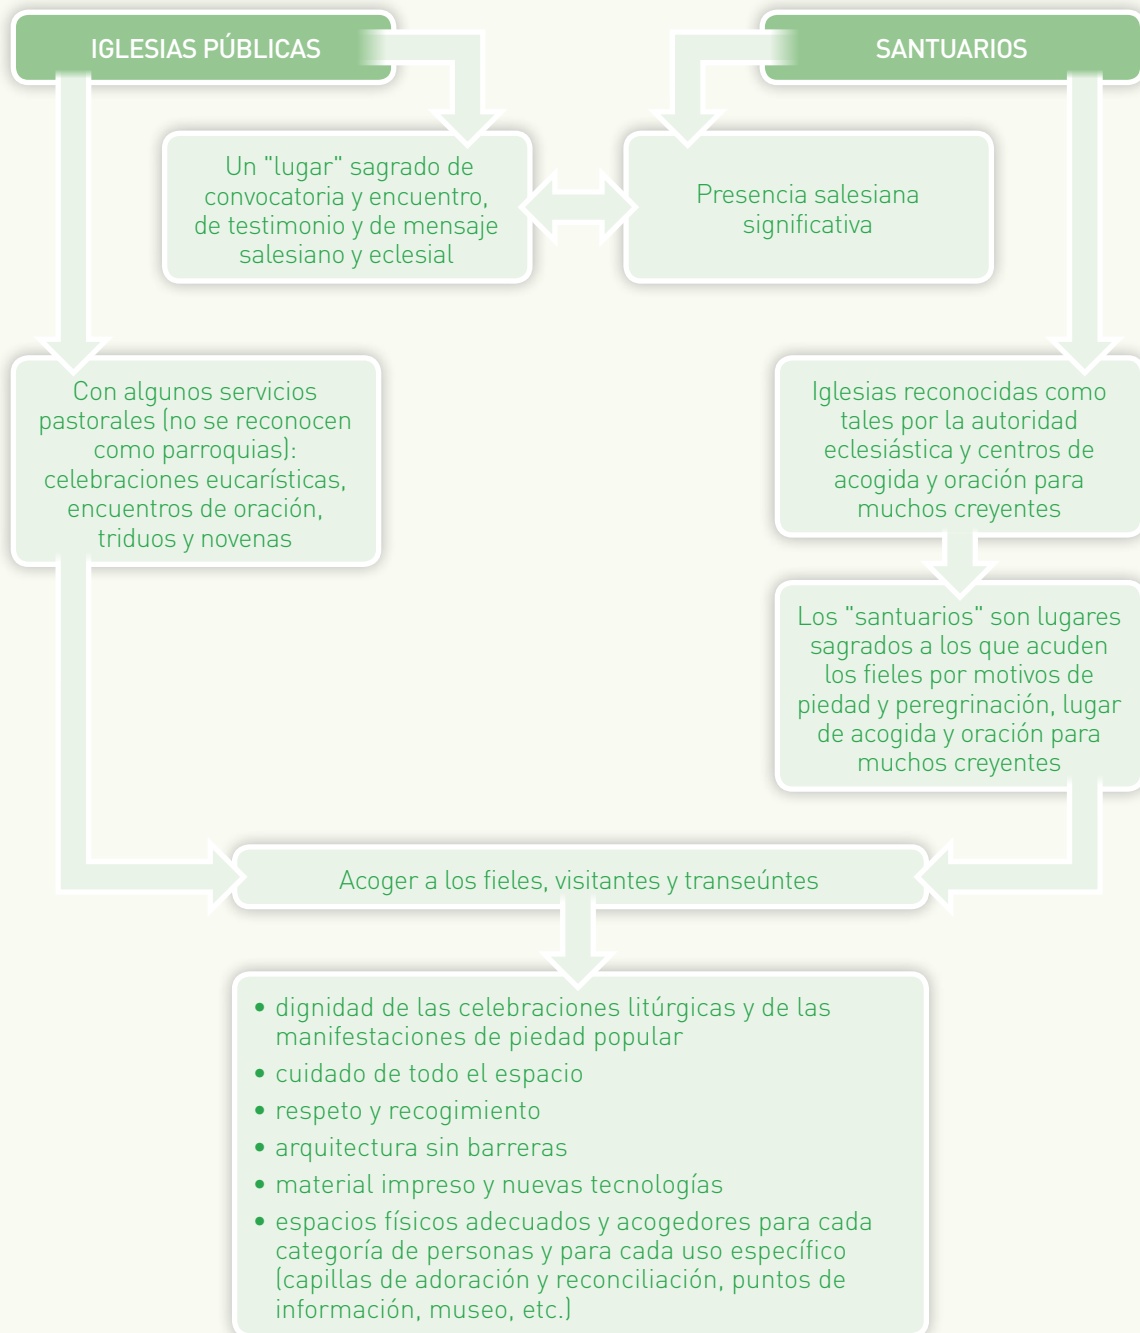 IGLESIAS PÚBLICAS
SANTUARIOS
Un "lugar" sagrado de
convocatoria y encuentro,
de testimonio y de mensaje
salesiano y eclesial
Presencia salesiana
significativa
Con algunos servicios
pastorales (no se reconocen
como parroquias):
celebraciones eucarísticas,
encuentros de oración,
triduos y novenas
Iglesias reconocidas como
tales por la autoridad
eclesiástica y centros de
acogida y oración para
muchos creyentes
Los "santuarios" son lugares
sagrados a los que acuden
los fieles por motivos de
piedad y peregrinación, lugar
de acogida y oración para
muchos creyentes
Acoger a los fieles, visitantes y transeúntes
• dignidad de las celebraciones litúrgicas y de las
manifestaciones de piedad popular
• cuidado de todo el espacio
• respeto y recogimiento
• arquitectura sin barreras
• material impreso y nuevas tecnologías
• espacios físicos adecuados y acogedores para cada
categoría de personas y para cada uso específico
(capillas de adoración y reconciliación, puntos de
información, museo, etc.)